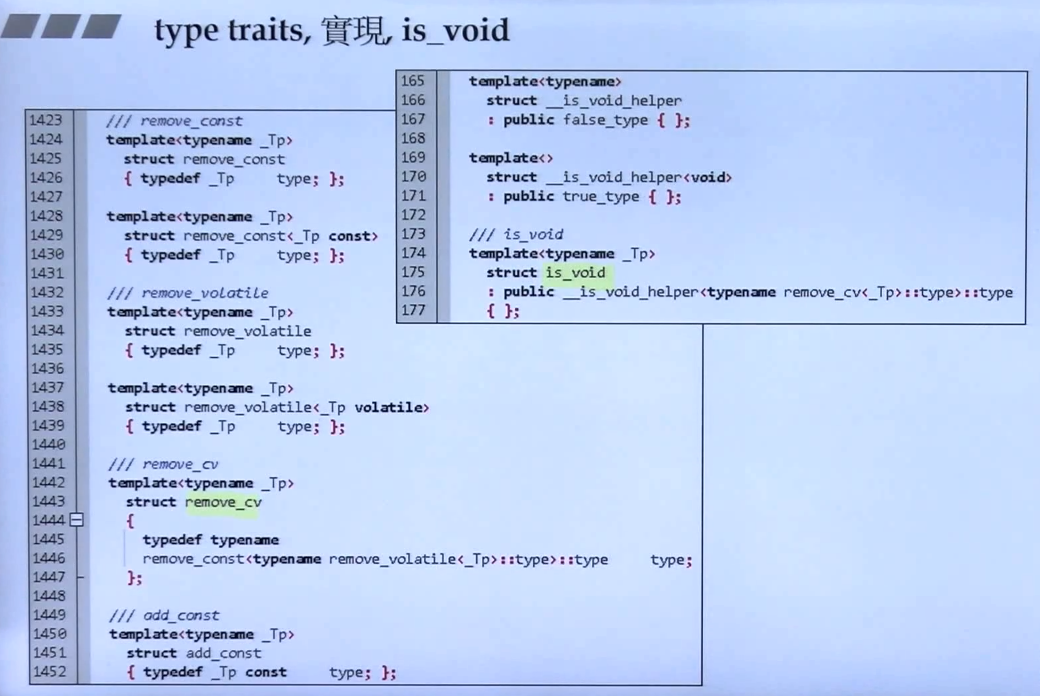 type traits, 實現, is_void
165 template<typename>
166 struct __is_void_helper
167 : public false_type { };
168
169 template<>
170 struct __is_void_helper<void>
171 : public true_type { };
172
173 /// is_void
174 template<typename _Tp>
175 struct is_void
176 : public __is_void_helper<typename remove_cv<_Tp>::type>::type
177 { };
1423 /// remove_const
1424 template<typename _Tp>
1425 struct remove_const
1426 { typedef _Tp type; };
1427
1428 template<typename _Tp>
1429 struct remove_const<_Tp const>
1430 { typedef _Tp type; };
1431
1432 /// remove_volatile
1433 template<typename _Tp>
1434 struct remove_volatile
1435 { typedef _Tp type; };
1436
1437 template<typename _Tp>
1438 struct remove_volatile<_Tp volatile>
1439 { typedef _Tp type; };
1440
1441 /// remove_cv
1442 template<typename _Tp>
1443 struct remove_cv
1444 {
1445 typedef typename
1446 remove_const<typename remove_volatile<_Tp>::type>::type type;
1447 };
1448
1449 /// add_const
1450 template<typename _Tp>
1451 struct add_const
1452 { typedef _Tp const type; };